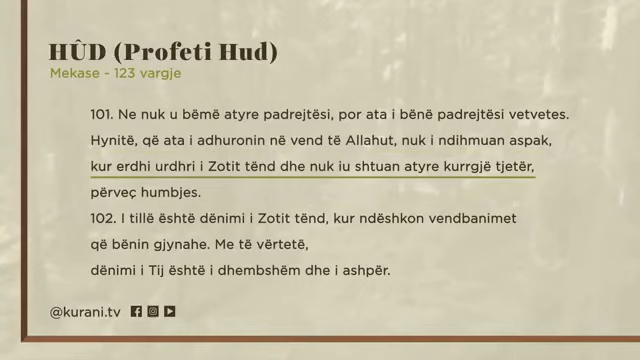 HÛD (Profeti Hud)
Mekase - 123 vargje
101. Ne nuk u bëmë atyre padrejtësi, por ata i bënë padrejtësi vetvetes.
Hynitë, që ata i adhuronin në vend të Allahut, nuk i ndihmuan aspak,
kur erdhi urdhri i Zotit tënd dhe nuk iu shtuan atyre kurrgjë tjetër,
përveç humbjes.
102. I tillë është dënimi i Zotit tënd, kur ndëshkon vendbanimet
që bënin gjynahe. Me të vërtetë,
dënimi i Tij është i dhembshëm dhe i ashpër.
@kurani.tv